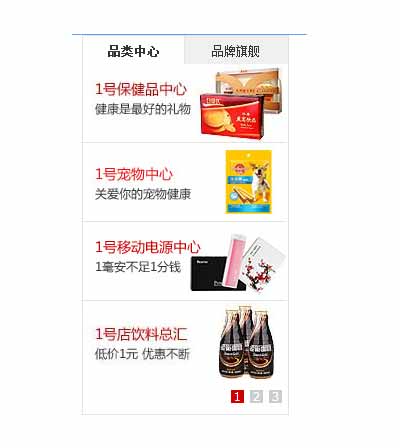 品类中心
品牌旗舰
1号保健品中心
健康是最好的礼物
1号宠物中心
关爱你的宠物健康
1号移动电源中心
1毫安不足1分钱
1号店饮料总汇
低价1元 优惠不断
1 2 3